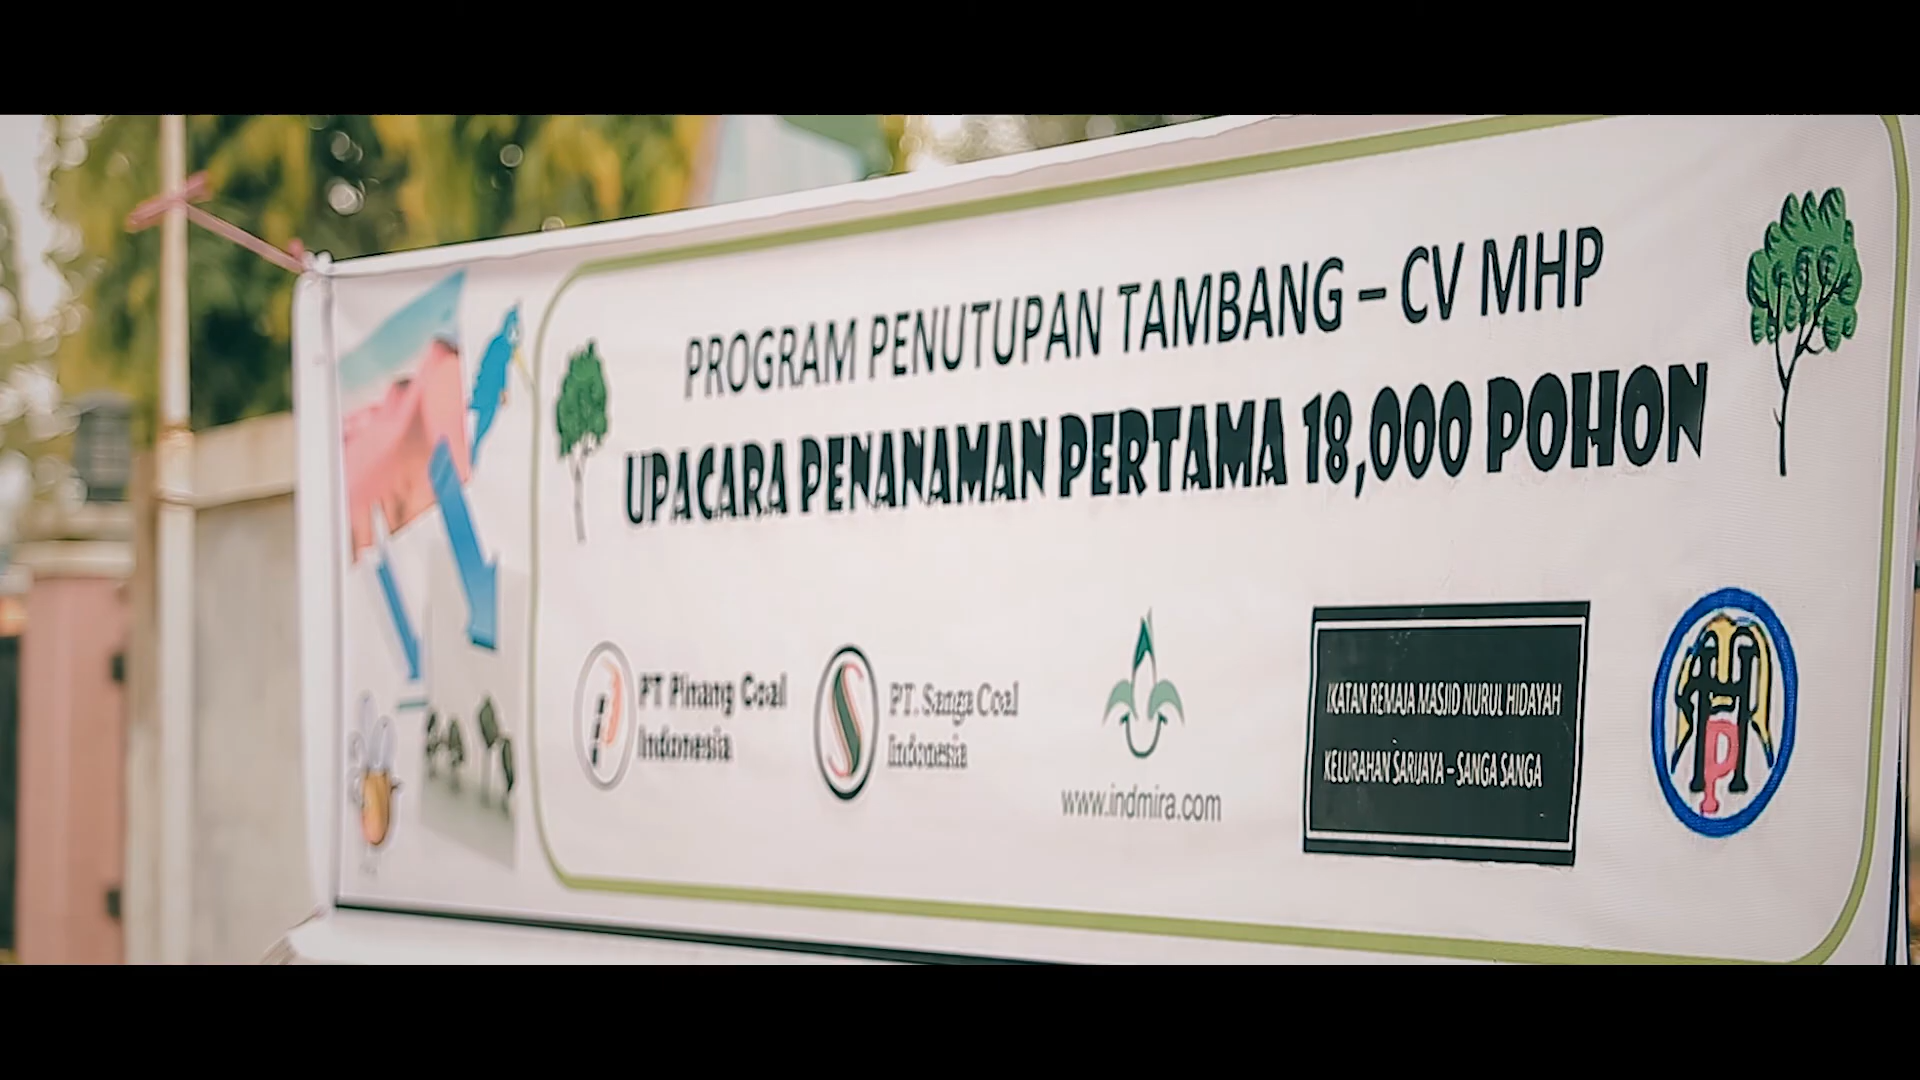 PROGRAM PENUTUPAN TAMBANG – CV MHP
UPACARA PENANAMAN PERTAMA 18,000 POHON
PT Pinang Coal
Indonesia
PT. Sanga Coal
Indonesia
www.indmira.com
IKATAN REMAJA MASJID NURUL HIDAYAH
KELURAHAN SARIJAYA – SANGA SANGA
MHP